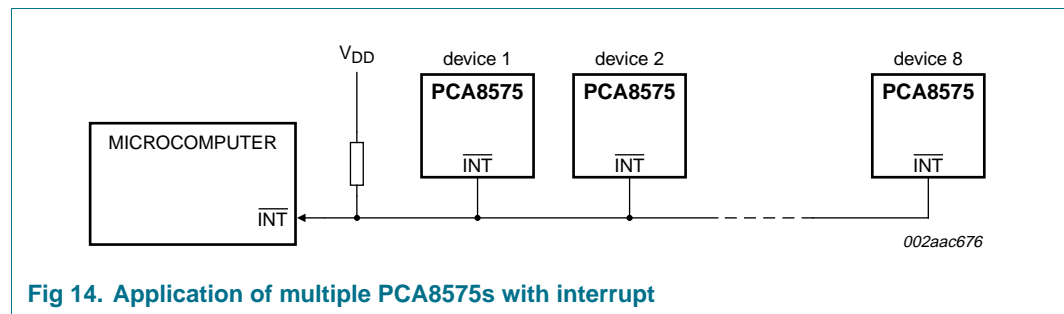 V_DD
device 1
device 2
device 8
PCA8575
PCA8575
PCA8575
MICROCOMPUTER
INT
INT
INT
INT
002aac676
Fig 14. Application of multiple PCA8575s with interrupt